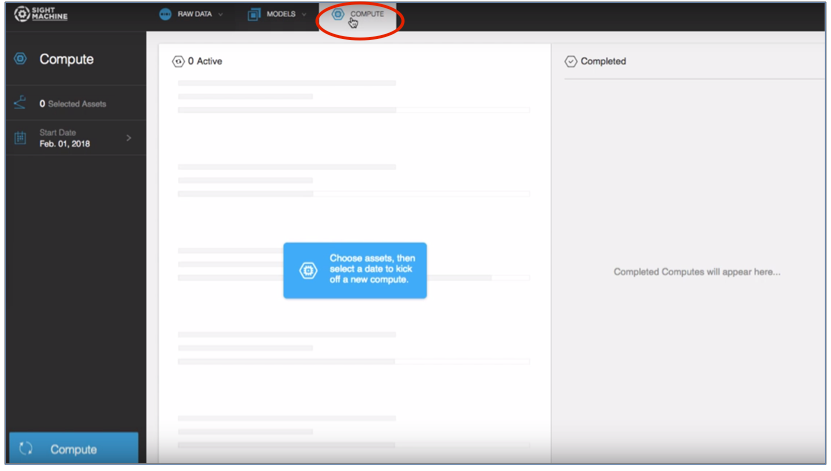 SIGHT
MACHINE
RAW DATA
MODELS
COMPUTE
Compute
0 Selected Assets
Start Date
Feb. 01, 2018
Compute
0 Active
Choose assets, then
select a date to kick
off a new compute.
Completed
Completed Computes will appear here...